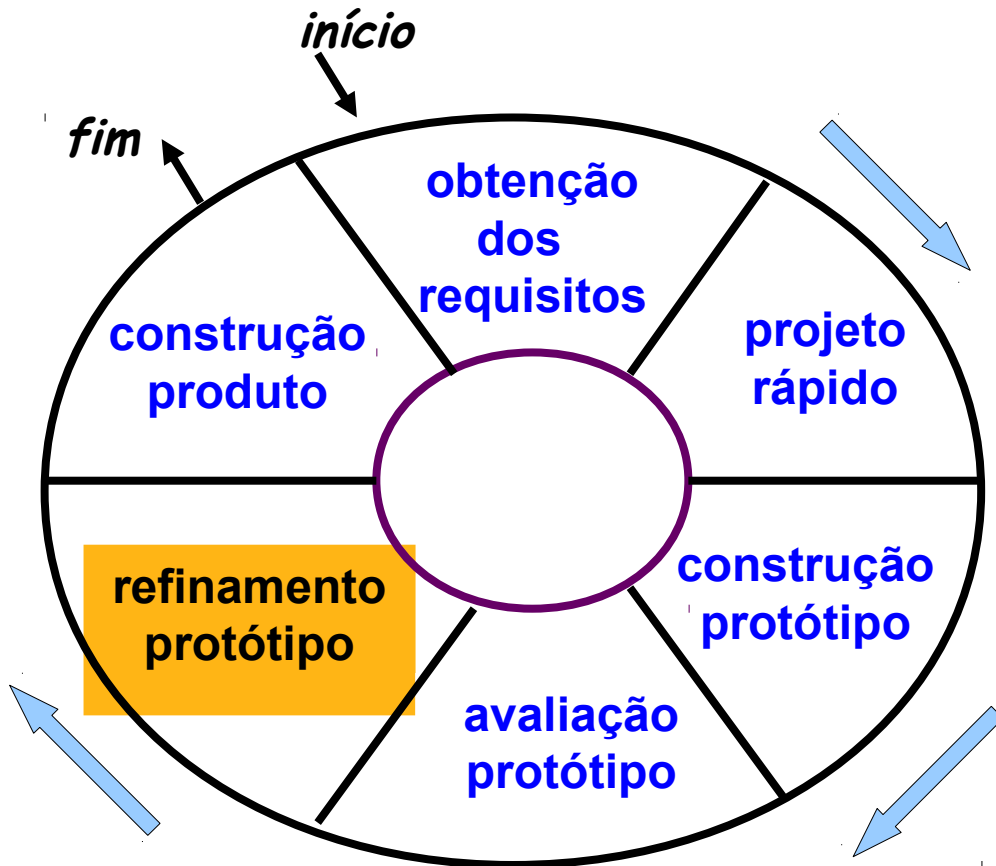 início
fim
obtenção
dos
requisitos
projeto
rápido
construção
protótipo
avaliação
protótipo
refinamento
protótipo
construção
produto